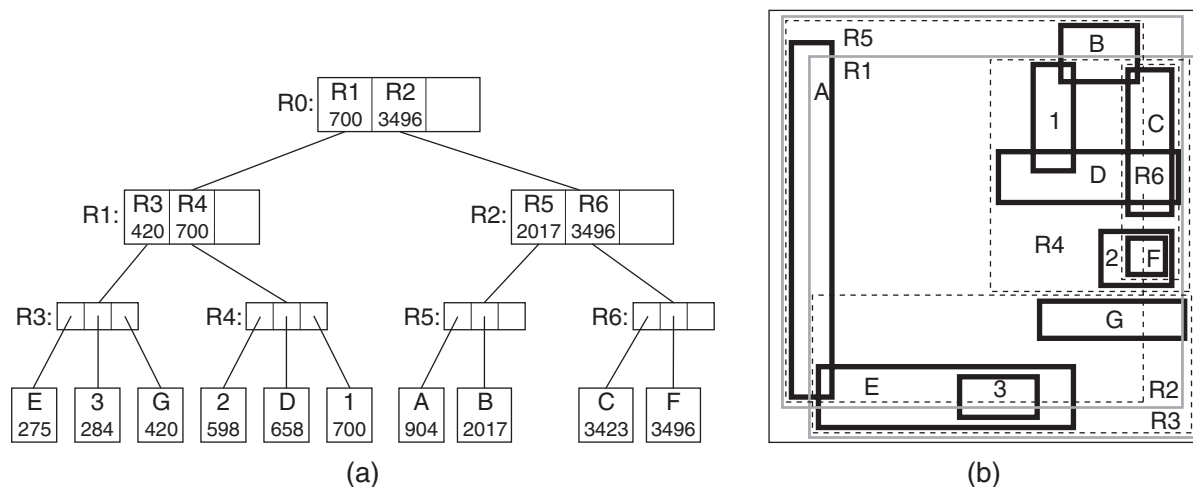 R0: R1 R2
700 3496
R1: R3 R4
420 700
R2: R5 R6
2017 3496
R3: R4: R5: R6:
E 3 G 2 D 1 A B C F
275 284 420 598 658 700 904 2017 3423 3496
(a)
R5 B
R1
A
1 C
D R6
R4 2 F
G
E 3 R2
R3
(b)